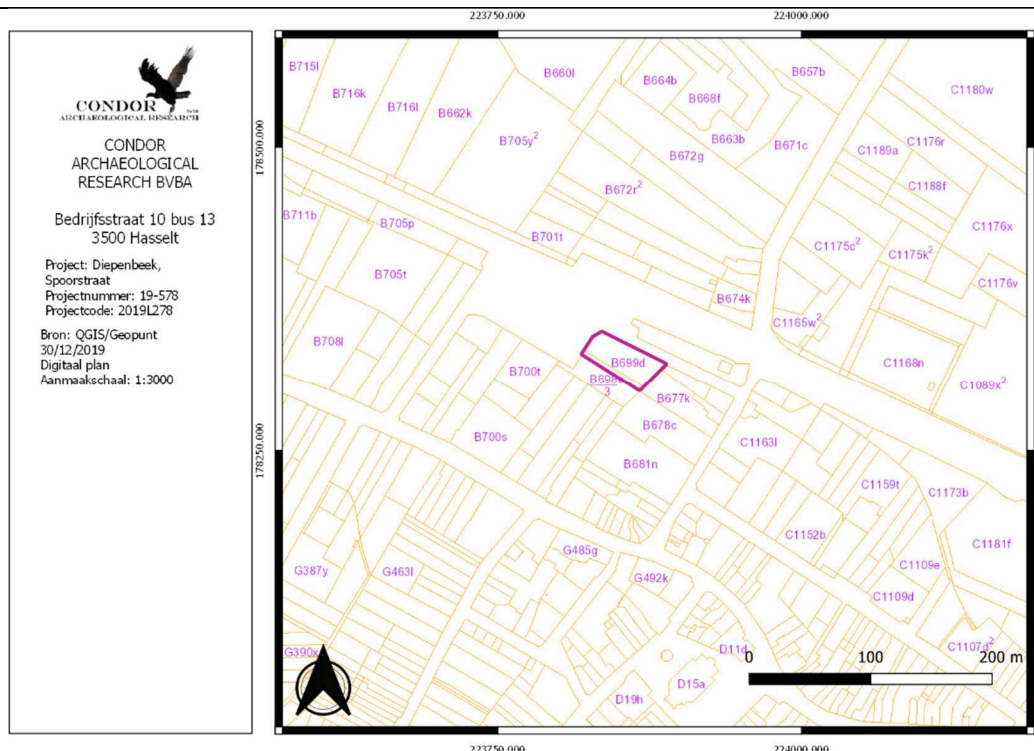 CONDOR
ARCHAEOLOGICAL RESEARCH
CONDOR
ARCHAEOLOGICAL
RESEARCH BVBA
Bedrijfsstraat 10 bus 13
3500 Hasselt
Project: Diepenbeek,
Spoorstraat
Projectnummer: 19-578
Projectcode: 2019L278
Bron: QGIS/Geopunt
30/12/2019
Digitaal plan
Aanmaakschaal: 1:3000
223750.000 224000.000
178500.000
178250.000
B715l
B716k
B716l
B662k
B660l
B705y²
B664b
B668f
B663b
B672g
B671c
B672r²
B657b
C1180w
C1176r
C1189a
C1188f
C1176x
C1175c²
C1175k²
C1176v
B711b
B705p
B701t
B705t
B674k
C1165w²
B708l
C1168n
C1089x²
B699d
B700t
B677k
B678c
B700s
B681n
C1163l
C1159t
C1173b
G485g
C1152b
C1181f
G387y
G463l
G492k
C1109e
C1109d
G390x
D11d
C1107d²
D15a
D19h
0 100 200 m
223750.000 224000.000